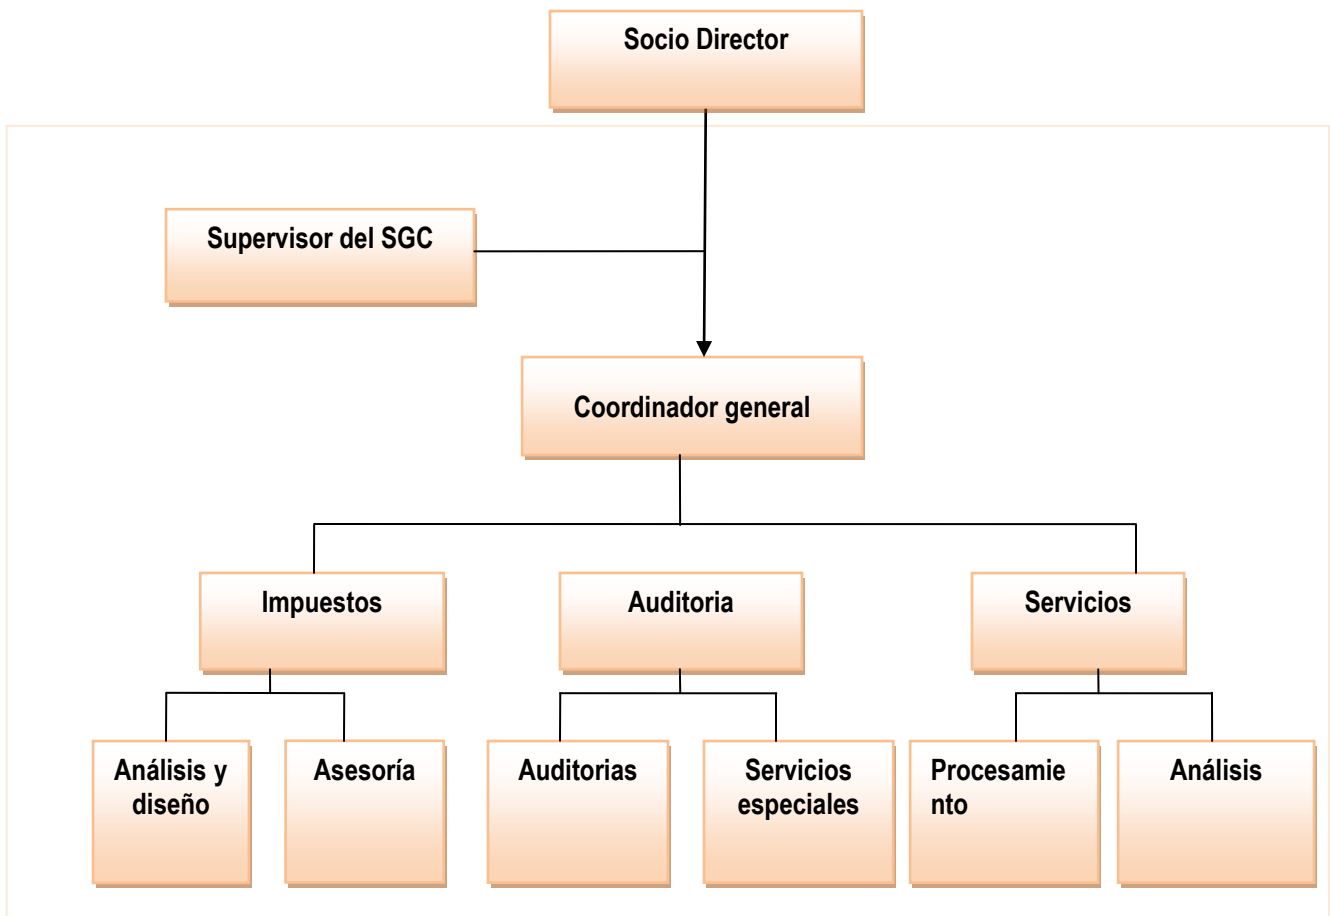 Socio Director
Supervisor del SGC
Coordinador general
Impuestos
Auditoria
Servicios
Análisis y
diseño
Asesoría
Auditorias
Servicios
especiales
Procesamie
nto
Análisis